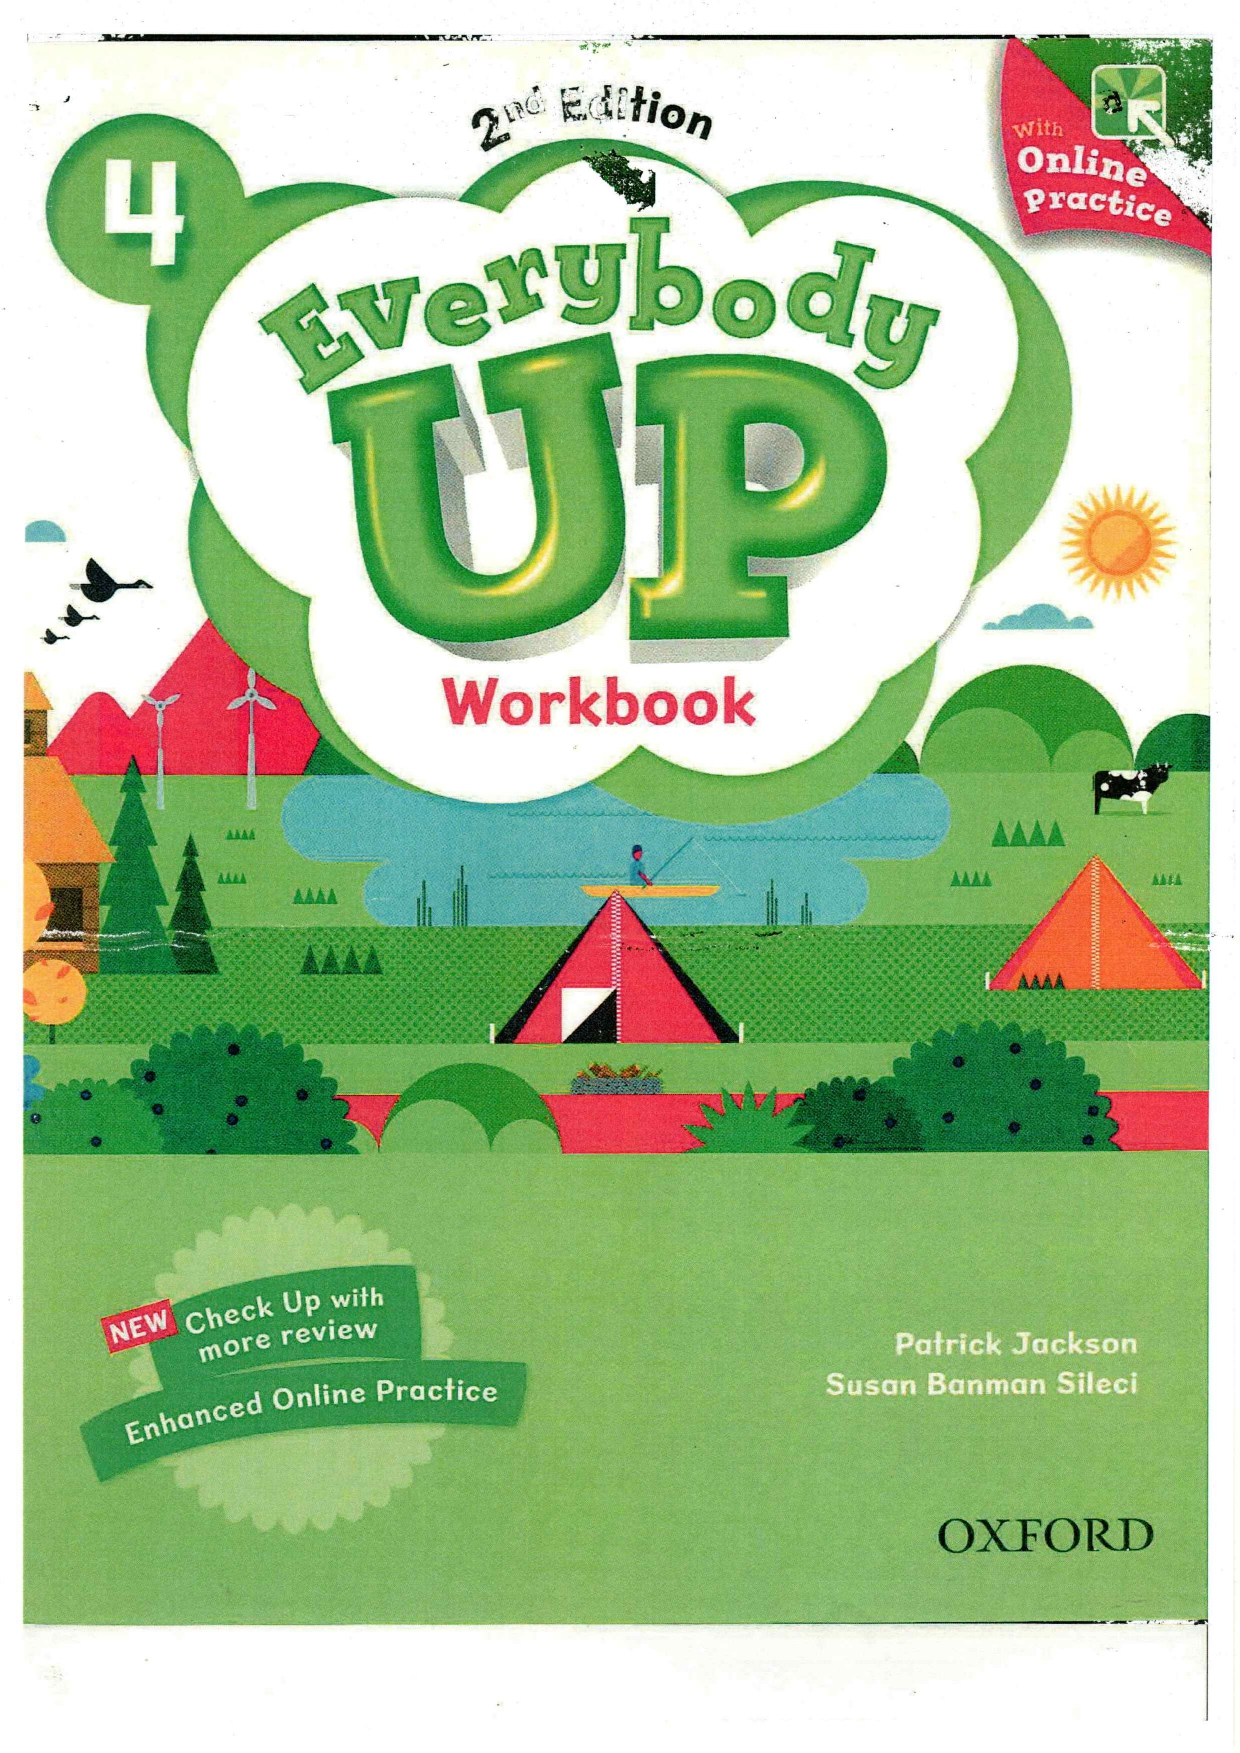 2nd Edition
4
With
Online
Practice
Everybody
UP
Workbook
NEW Check Up with
more review
Enhanced Online Practice
Patrick Jackson
Susan Banman Sileci
OXFORD